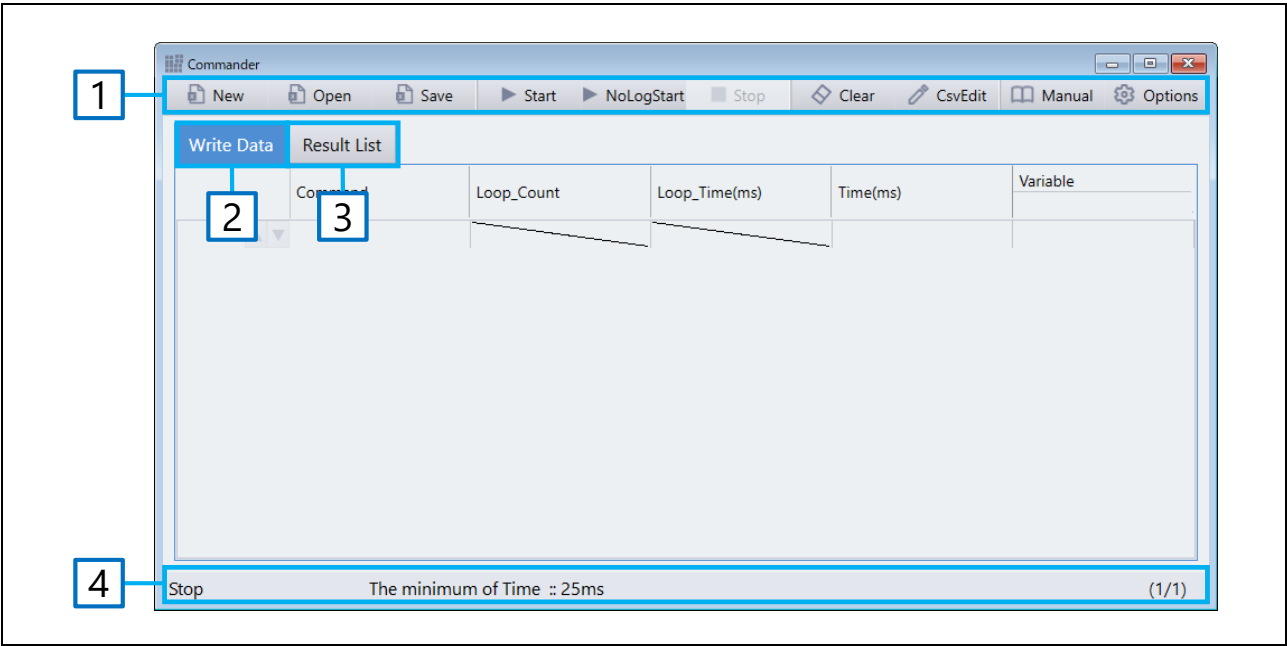 Commander
1
New Open Save Start NoLogStart Stop Clear CsvEdit Manual Options
Write Data Result List
Command Loop_Count Loop_Time(ms) Time(ms) Variable
2 3
4
Stop The minimum of Time :: 25ms (1/1)